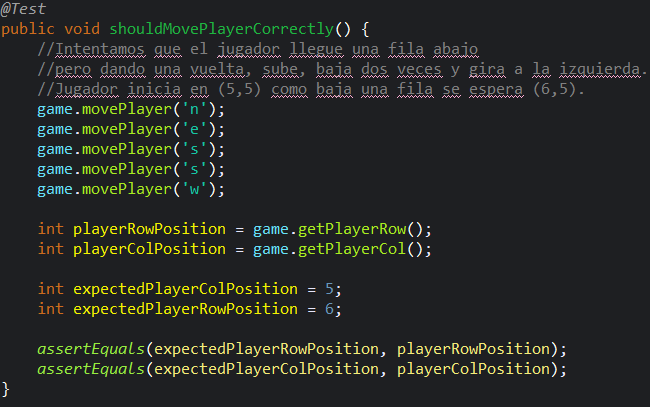 @Test
public void shouldMovePlayerCorrectly() {
    //Intentamos que el jugador llegue una fila abajo
    //pero dando una vuelta, sube, baja dos veces y gira a la izquierda.
    //Jugador inicia en (5,5) como baja una fila se espera (6,5).
    game.movePlayer('n');
    game.movePlayer('e');
    game.movePlayer('s');
    game.movePlayer('s');
    game.movePlayer('w');

    int playerRowPosition = game.getPlayerRow();
    int playerColPosition = game.getPlayerCol();

    int expectedPlayerColPosition = 5;
    int expectedPlayerRowPosition = 6;

    assertEquals(expectedPlayerRowPosition, playerRowPosition);
    assertEquals(expectedPlayerColPosition, playerColPosition);
}